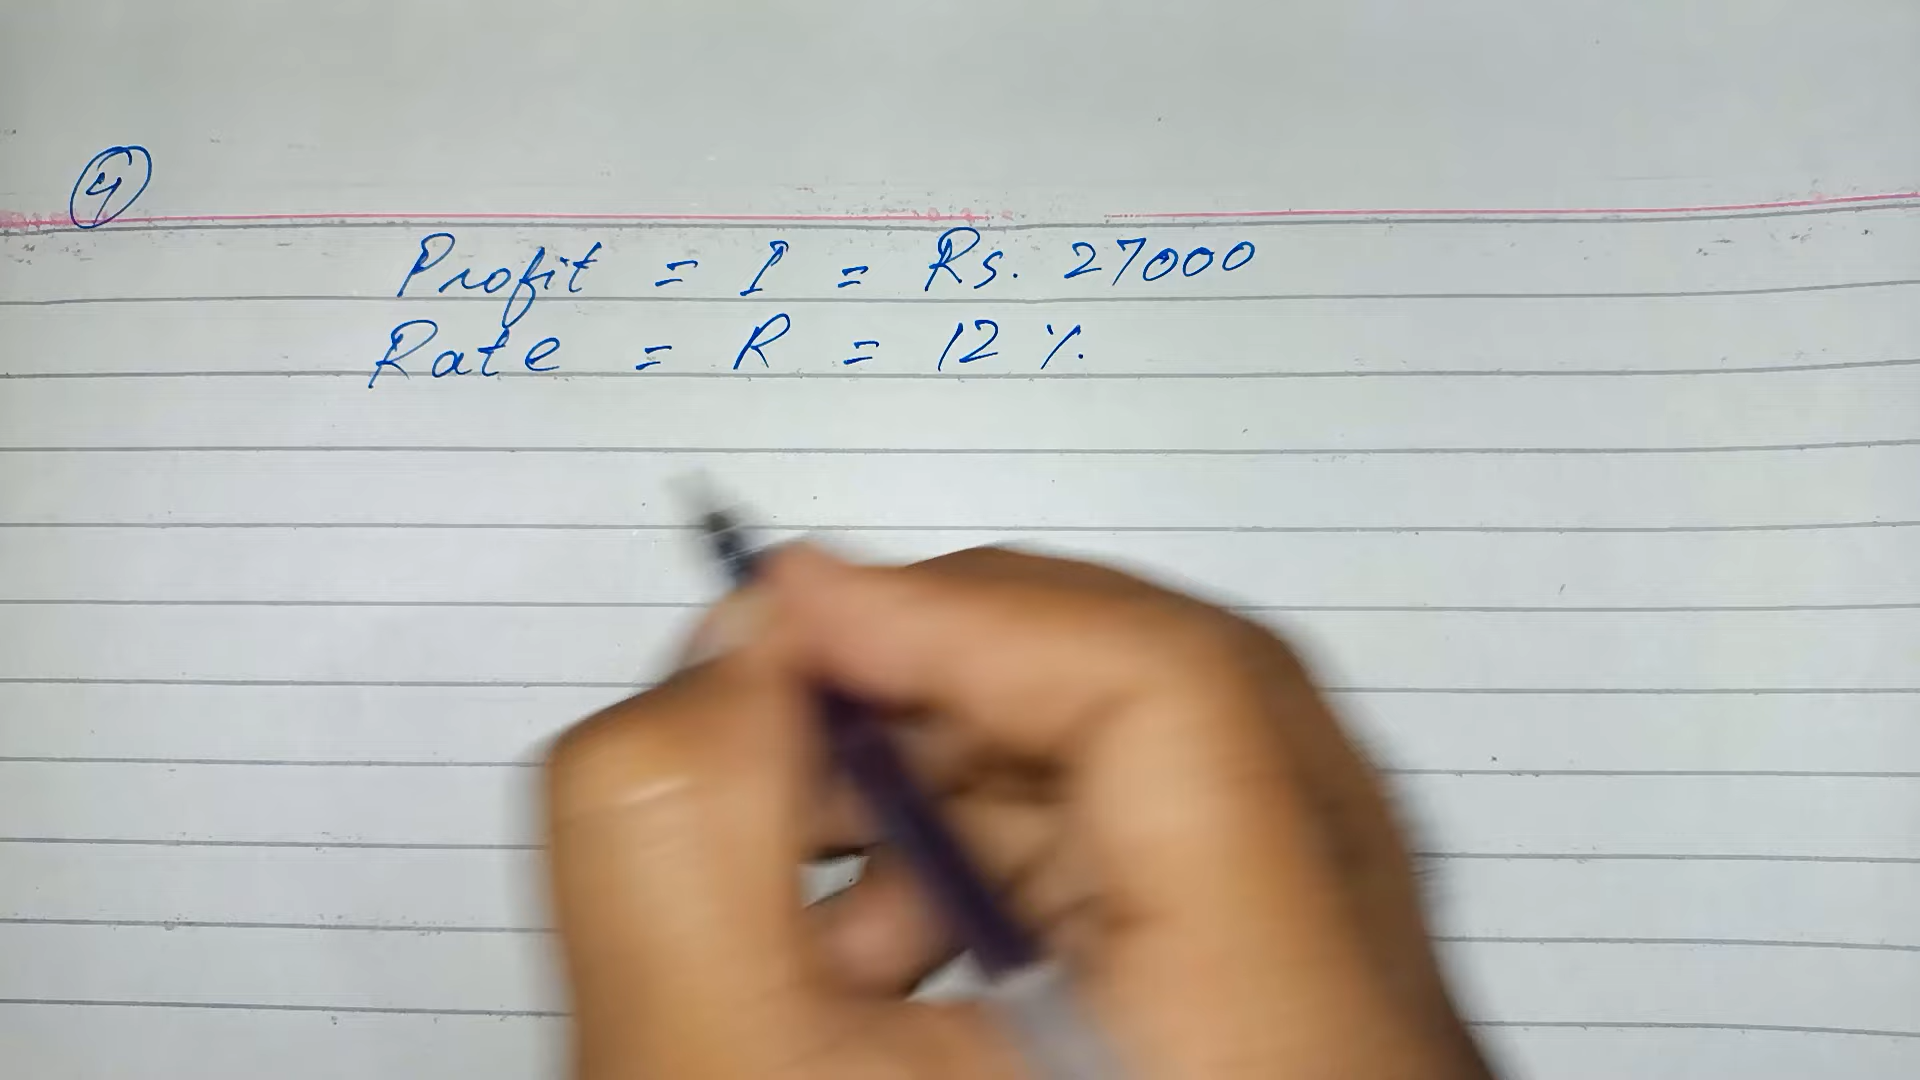 4
Profit = I = Rs. 27000
Rate = R = 12 %.